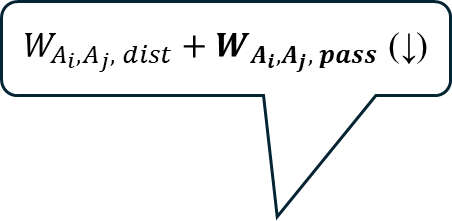 W_{A_i,A_j, dist} + W_{A_i,A_j, pass} (↓)